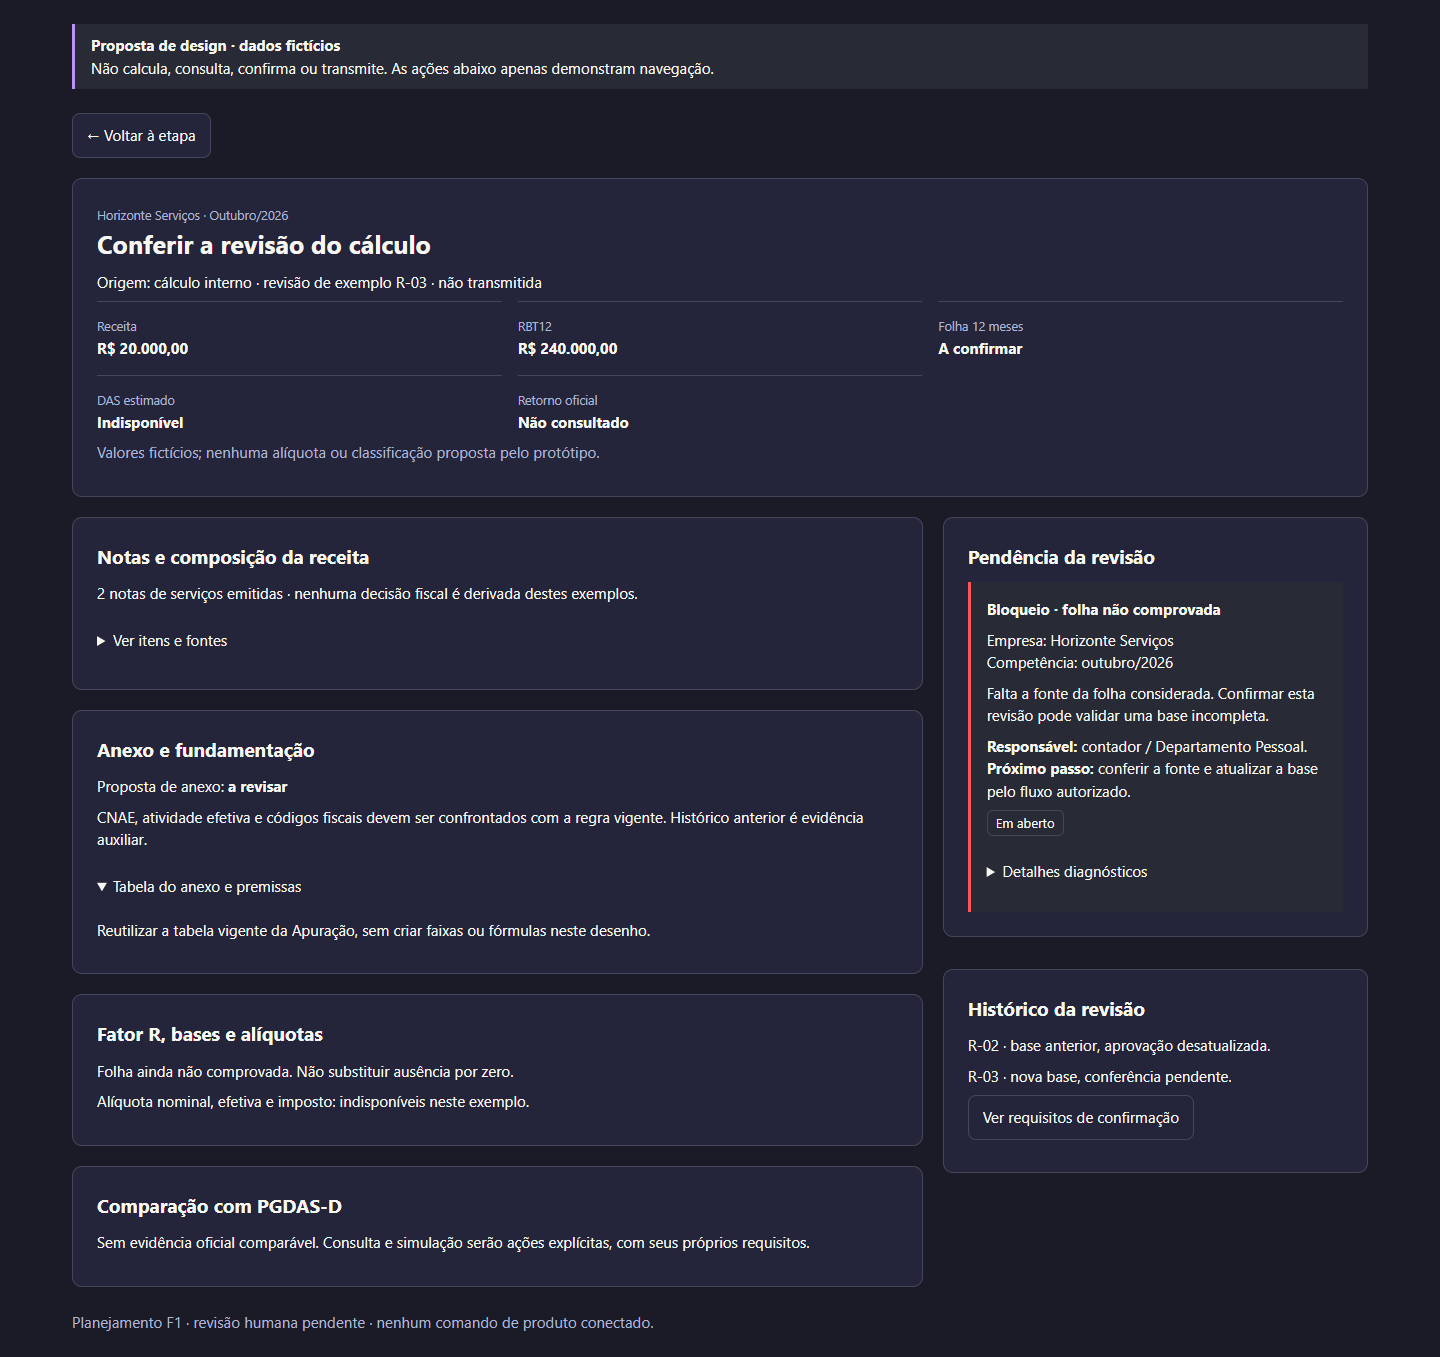 Proposta de design · dados fictícios
Não calcula, consulta, confirma ou transmite. As ações abaixo apenas demonstram navegação.
← Voltar à etapa
Horizonte Serviços · Outubro/2026
Conferir a revisão do cálculo
Origem: cálculo interno · revisão de exemplo R-03 · não transmitida
Receita
R$ 20.000,00
RBT12
R$ 240.000,00
Folha 12 meses
A confirmar
DAS estimado
Indisponível
Retorno oficial
Não consultado
Valores fictícios; nenhuma alíquota ou classificação proposta pelo protótipo.
Notas e composição da receita
2 notas de serviços emitidas · nenhuma decisão fiscal é derivada destes exemplos.
▶ Ver itens e fontes
Anexo e fundamentação
Proposta de anexo: a revisar
CNAE, atividade efetiva e códigos fiscais devem ser confrontados com a regra vigente. Histórico anterior é evidência
auxiliar.
▼ Tabela do anexo e premissas
Reutilizar a tabela vigente da Apuração, sem criar faixas ou fórmulas neste desenho.
Fator R, bases e alíquotas
Folha ainda não comprovada. Não substituir ausência por zero.
Alíquota nominal, efetiva e imposto: indisponíveis neste exemplo.
Comparação com PGDAS-D
Sem evidência oficial comparável. Consulta e simulação serão ações explícitas, com seus próprios requisitos.
Pendência da revisão
Bloqueio · folha não comprovada
Empresa: Horizonte Serviços
Competência: outubro/2026
Falta a fonte da folha considerada. Confirmar esta
revisão pode validar uma base incompleta.
Responsável: contador / Departamento Pessoal.
Próximo passo: conferir a fonte e atualizar a base
pelo fluxo autorizado.
Em aberto
▶ Detalhes diagnósticos
Histórico da revisão
R-02 · base anterior, aprovação desatualizada.
R-03 · nova base, conferência pendente.
Ver requisitos de confirmação
Planejamento F1 · revisão humana pendente · nenhum comando de produto conectado.